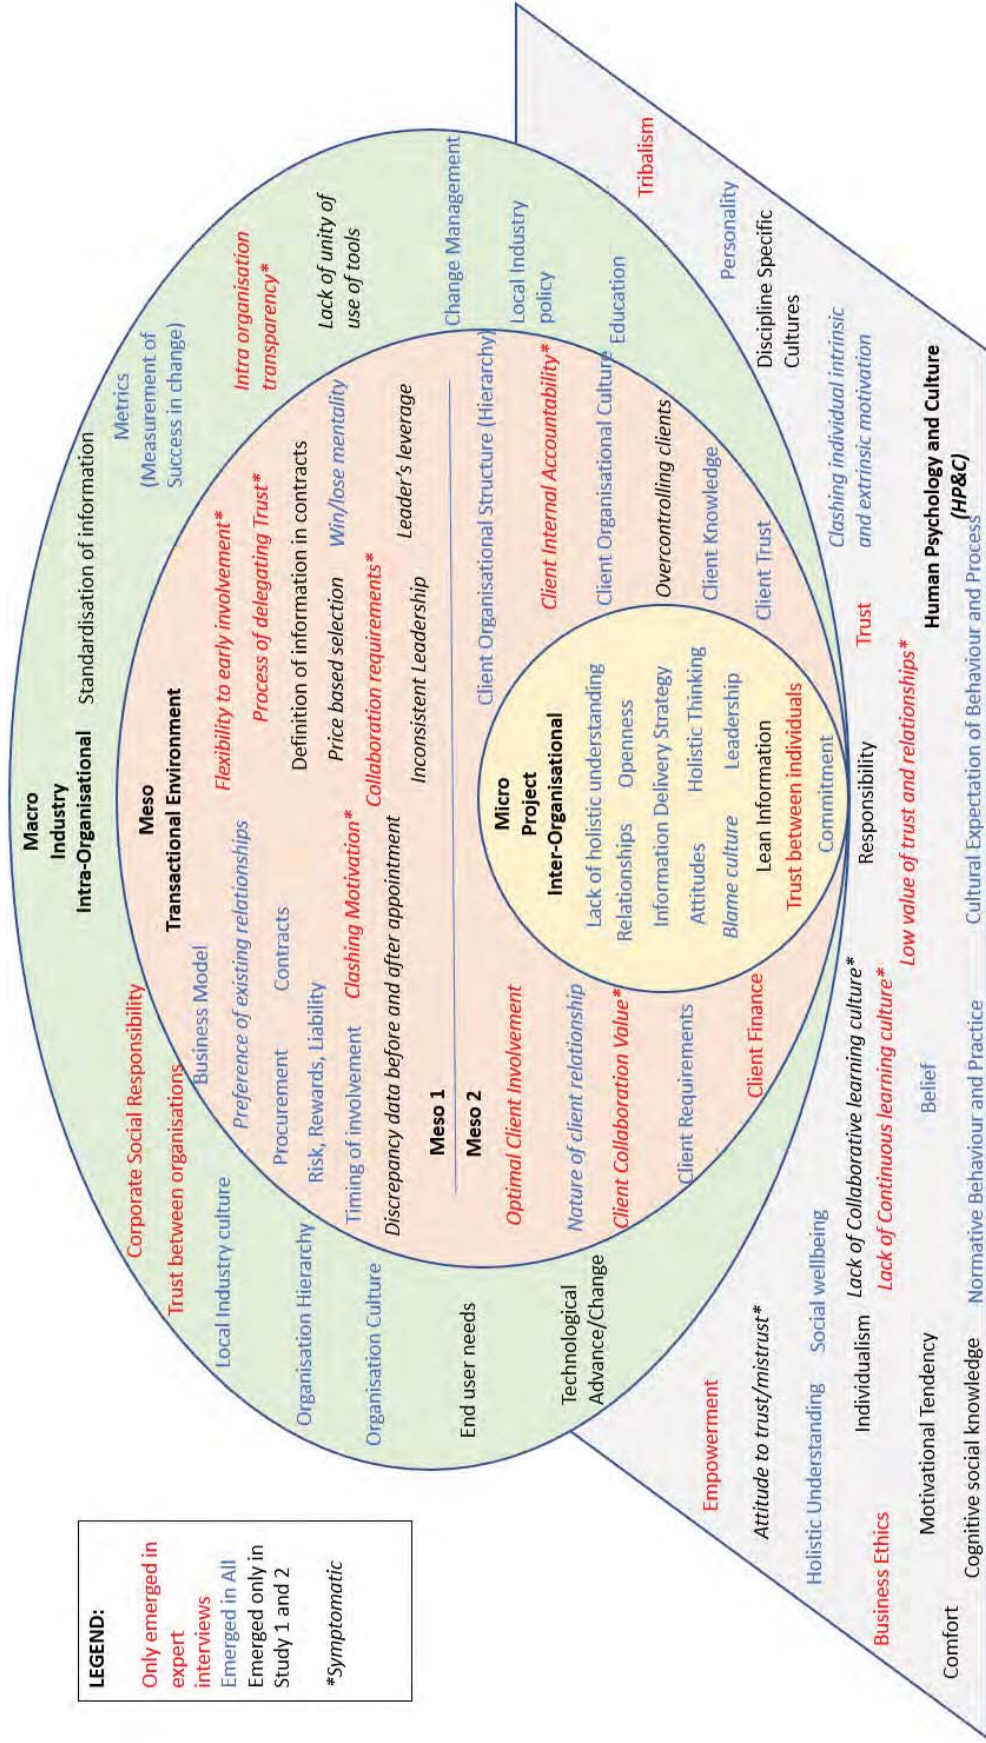 LEGEND:
Only emerged in
expert
interviews
Emerged in All
Emerged only in
Study 1 and 2
*Symptomatic
Macro
Industry
Intra-Organisational
Standardisation of information
Metrics
(Measurement of
Success in change)
Corporate Social Responsibility
Trust between organisations
Local Industry culture
Organisation Hierarchy
Organisation Culture
End user needs
Technological
Advance/Change
Intra organisation
transparency*
Lack of unity of
use of tools
Change Management
Local Industry
policy
Education
Meso
Transactional Environment
Business Model
Flexibility to early involvement*
Preference of existing relationships
Process of delegating Trust*
Procurement
Contracts
Definition of information in contracts
Risk, Rewards, Liability
Price based selection
Win/lose mentality
Timing of involvement
Clashing Motivation*
Collaboration requirements*
Discrepancy data before and after appointment
Inconsistent Leadership
Leader's leverage
Meso 1
Meso 2
Client Organisational Structure (Hierarchy)
Optimal Client Involvement
Client Internal Accountability*
Nature of client relationship
Client Organisational Culture
Client Collaboration Value*
Overcontrolling clients
Client Requirements
Client Knowledge
Client Finance
Client Trust
Micro
Project
Inter-Organisational
Lack of holistic understanding
Relationships
Openness
Information Delivery Strategy
Attitudes
Holistic Thinking
Blame culture
Leadership
Lean Information
Trust between individuals
Commitment
Tribalism
Personality
Discipline Specific
Cultures
Empowerment
Attitude to trust/mistrust*
Holistic Understanding
Social wellbeing
Clashing individual intrinsic
and extrinsic motivation
Individualism
Lack of Collaborative learning culture*
Responsibility
Trust
Business Ethics
Lack of Continuous learning culture*
Low value of trust and relationships*
Motivational Tendency
Belief
Human Psychology and Culture
(HP&C)
Comfort
Cognitive social knowledge
Normative Behaviour and Practice
Cultural Expectation of Behaviour and Process